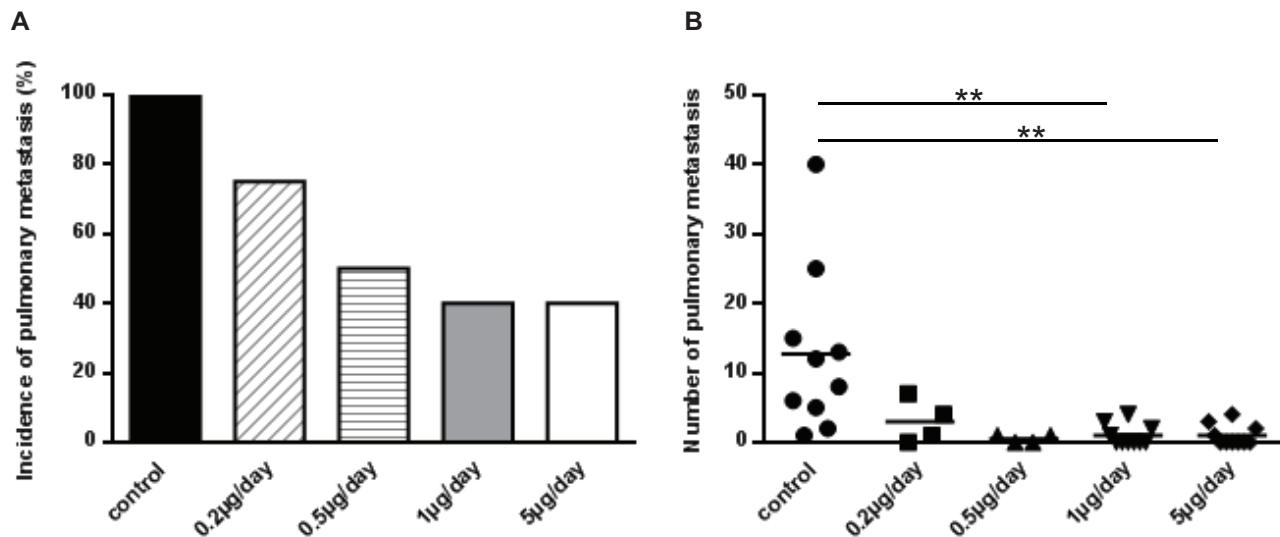 A
Incidence of pulmonary metastasis (%)
100
80
60
40
20
0
control
0.2µg/day
0.5µg/day
1µg/day
5µg/day
B
Number of pulmonary metastasis
50
40
30
20
10
0
**
**
control
0.2µg/day
0.5µg/day
1µg/day
5µg/day